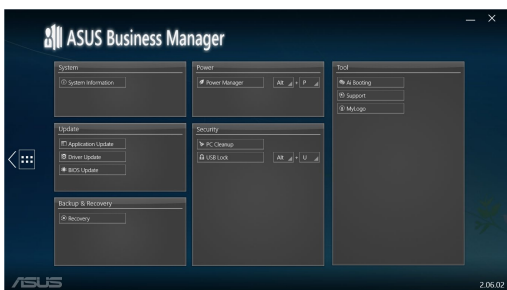 ASUS Business Manager
System
System Information
Power
Power Manager Alt + P
Tool
Ai Booting
Support
MyLogo
Update
Application Update
Driver Update
BIOS Update
Security
PC Cleanup
USB Lock Alt + U
Backup & Recovery
Recovery
ASUS
2.06.02